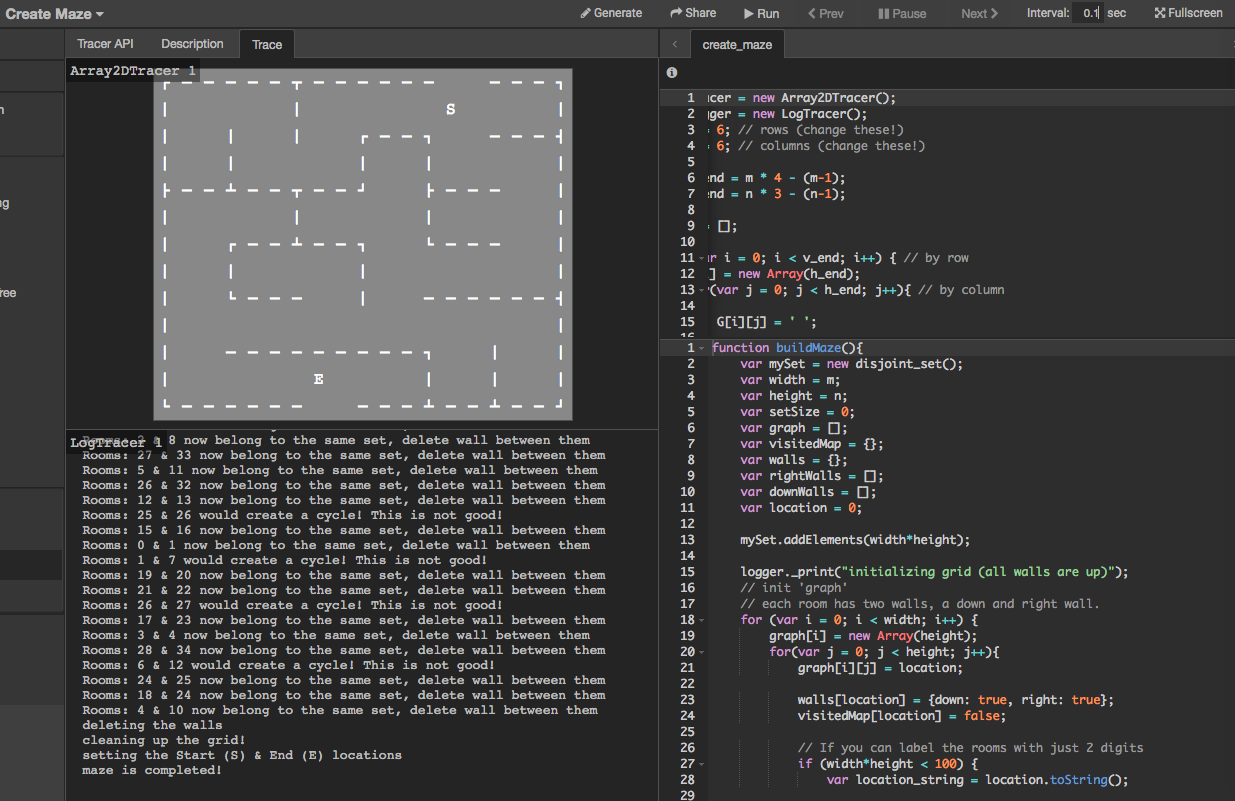 Create Maze
Generate Share Run Prev Pause Next Interval: 0.1 sec Fullscreen
Tracer API Description Trace
create_maze
Array2DTracer 1
S
E
n
ng
ree
1 acer = new Array2DTracer();
2 gger = new LogTracer();
3 = 6; // rows (change these!)
4 = 6; // columns (change these!)
5
6 end = m * 4 - (m-1);
7 end = n * 3 - (n-1);
8
9 = [];
10
11 r i = 0; i < v_end; i++) { // by row
12 ] = new Array(h_end);
13 (var j = 0; j < h_end; j++){ // by column
14
15 G[i][j] = ' ';
16
LogTracer 1
Rooms: 2 & 8 now belong to the same set, delete wall between them
Rooms: 27 & 33 now belong to the same set, delete wall between them
Rooms: 5 & 11 now belong to the same set, delete wall between them
Rooms: 26 & 32 now belong to the same set, delete wall between them
Rooms: 12 & 13 now belong to the same set, delete wall between them
Rooms: 25 & 26 would create a cycle! This is not good!
Rooms: 15 & 16 now belong to the same set, delete wall between them
Rooms: 0 & 1 now belong to the same set, delete wall between them
Rooms: 1 & 7 would create a cycle! This is not good!
Rooms: 19 & 20 now belong to the same set, delete wall between them
Rooms: 21 & 22 now belong to the same set, delete wall between them
Rooms: 26 & 27 would create a cycle! This is not good!
Rooms: 17 & 23 now belong to the same set, delete wall between them
Rooms: 3 & 4 now belong to the same set, delete wall between them
Rooms: 28 & 34 now belong to the same set, delete wall between them
Rooms: 6 & 12 would create a cycle! This is not good!
Rooms: 24 & 25 now belong to the same set, delete wall between them
Rooms: 18 & 24 now belong to the same set, delete wall between them
Rooms: 4 & 10 now belong to the same set, delete wall between them
deleting the walls
cleaning up the grid!
setting the Start (S) & End (E) locations
maze is completed!
1 function buildMaze(){
2 var mySet = new disjoint_set();
3 var width = m;
4 var height = n;
5 var setSize = 0;
6 var graph = [];
7 var visitedMap = {};
8 var walls = {};
9 var rightWalls = [];
10 var downWalls = [];
11 var location = 0;
12
13 mySet.addElements(width*height);
14
15 logger._print("initializing grid (all walls are up)");
16 // init 'graph'
17 // each room has two walls, a down and right wall.
18 for (var i = 0; i < width; i++) {
19 graph[i] = new Array(height);
20 for(var j = 0; j < height; j++){
21 graph[i][j] = location;
22
23 walls[location] = {down: true, right: true};
24 visitedMap[location] = false;
25
26 // If you can label the rooms with just 2 digits
27 if (width*height < 100) {
28 var location_string = location.toString();
29